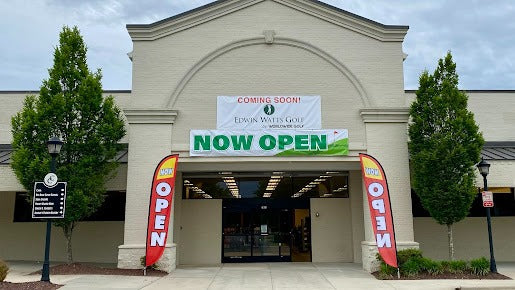 COMING SOON!
EDWIN WATTS GOLF
BY WORLDWIDE GOLF
NOW OPEN
NOW
OPEN
NOW
OPEN